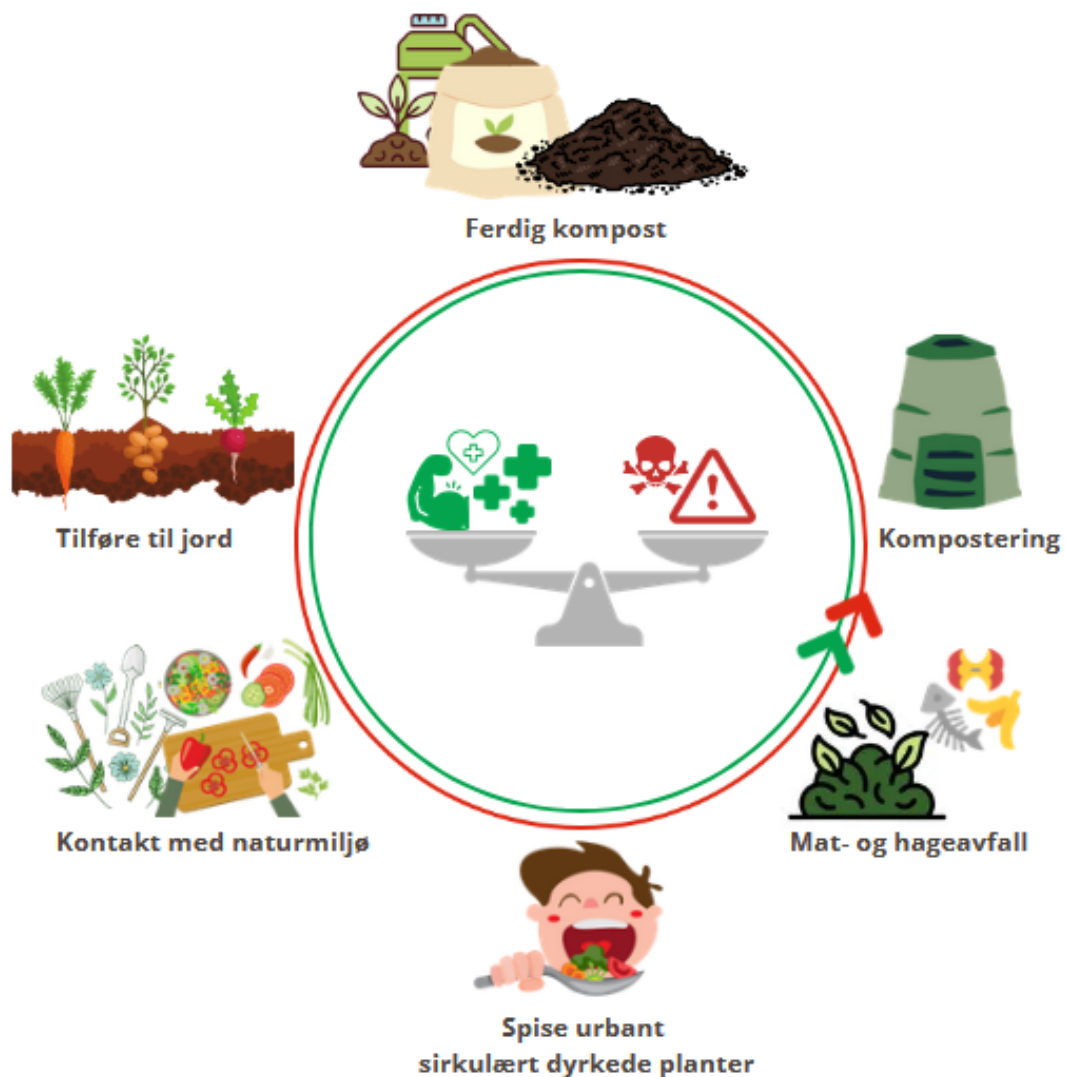 Ferdig kompost
Tilføre til jord
Kompostering
Kontakt med naturmiljø
Mat- og hageavfall
Spise urbant
sirkulært dyrkede planter